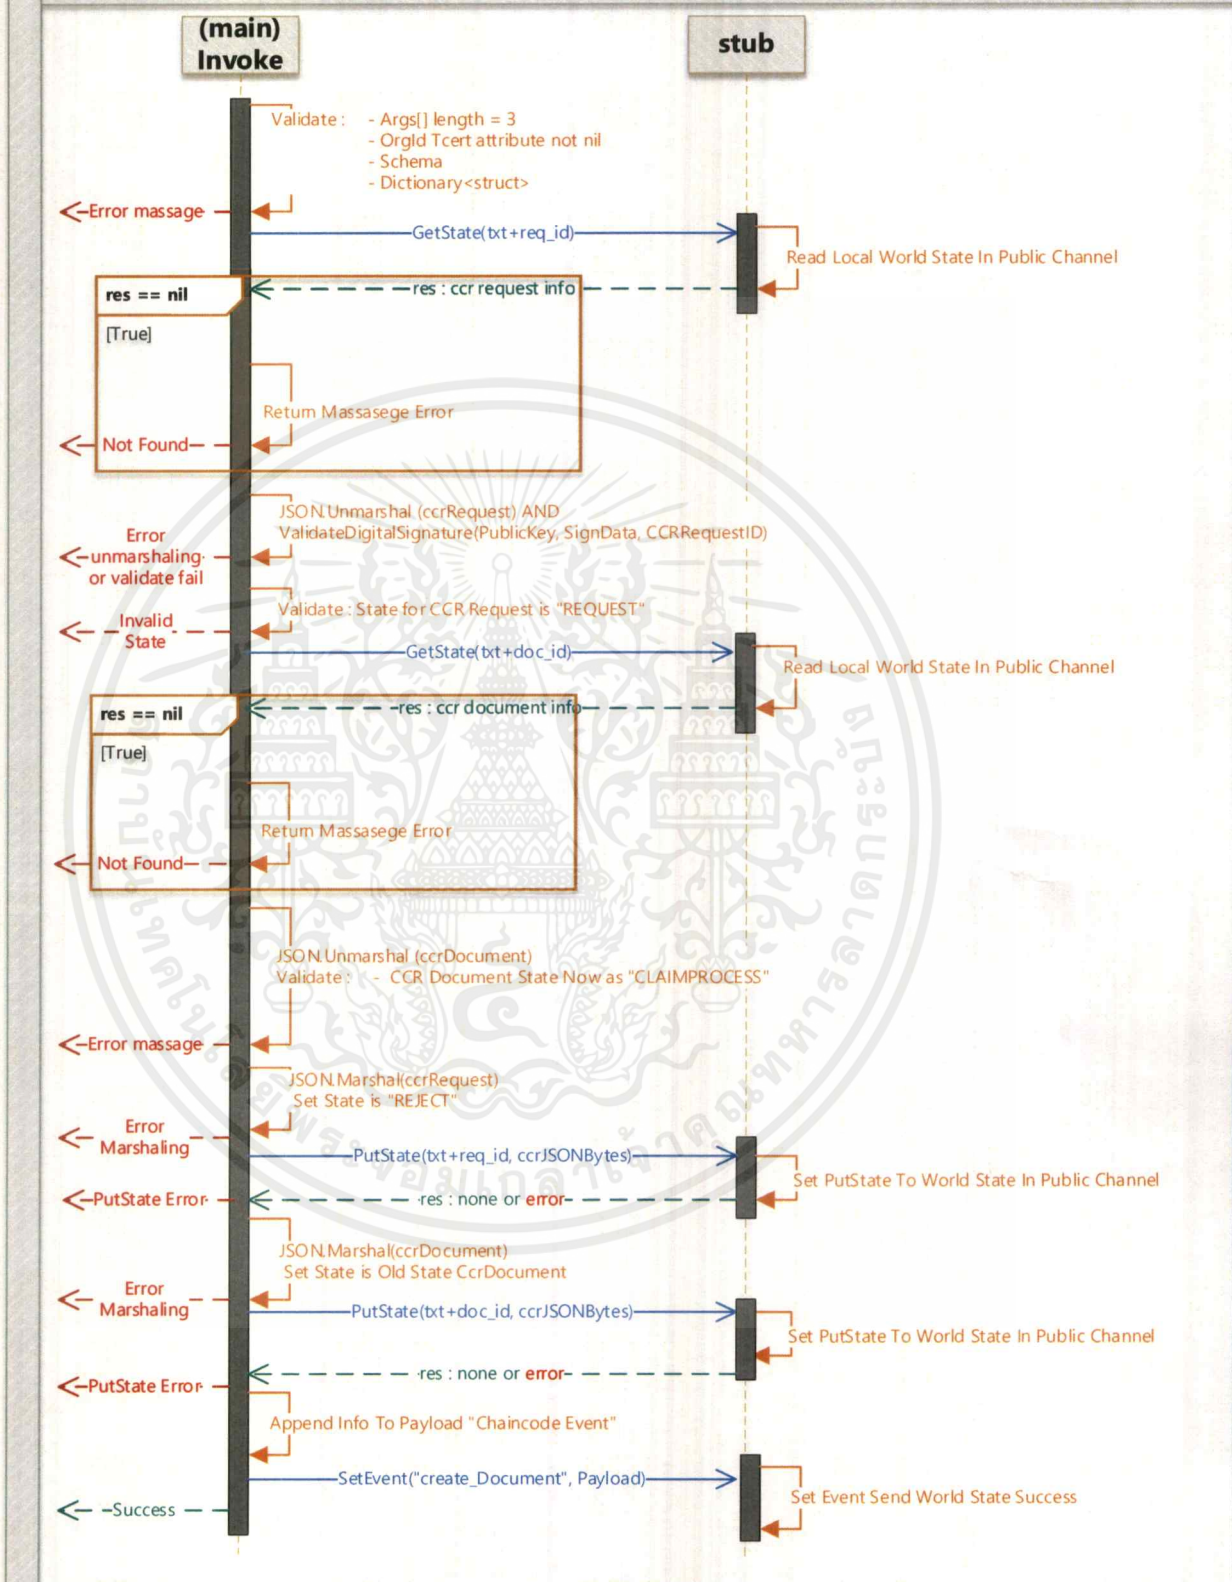 (main)
Invoke
stub
Validate : - Args[] length = 3
- OrgId Tcert attribute not nil
- Schema
- Dictionary<struct>
Error massage
GetState(txt+req_id)
Read Local World State In Public Channel
res == nil
res : ccr request info
[True]
Return Massasege Error
Not Found
JSON.Unmarshal (ccrRequest) AND
ValidateDigitalSignature(PublicKey, SignData, CCRRequestID)
Error
unmarshaling
or validate fail
Validate : State for CCR Request is "REQUEST"
Invalid
State
GetState(txt+doc_id)
Read Local World State In Public Channel
res == nil
res : ccr document info
[True]
Return Massasege Error
Not Found
JSON.Unmarshal (ccrDocument)
Validate : - CCR Document State Now as "CLAIMPROCESS"
Error massage
JSON.Marshal(ccrRequest)
Set State is "REJECT"
Error
Marshaling
PutState(txt+req_id, ccrJSONBytes)
Set PutState To World State In Public Channel
PutState Error
res : none or error
JSON.Marshal(ccrDocument)
Set State is Old State CcrDocument
Error
Marshaling
PutState(txt+doc_id, ccrJSONBytes)
Set PutState To World State In Public Channel
res : none or error
PutState Error
Append Info To Payload "Chaincode Event"
SetEvent("create_Document", Payload)
Set Event Send World State Success
Success